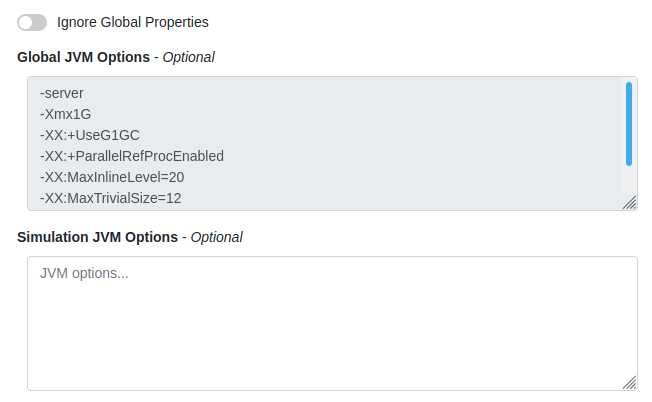 Ignore Global Properties
Global JVM Options - Optional
-server
-Xmx1G
-XX:+UseG1GC
-XX:+ParallelRefProcEnabled
-XX:MaxInlineLevel=20
-XX:MaxTrivialSize=12
Simulation JVM Options - Optional
JVM options...